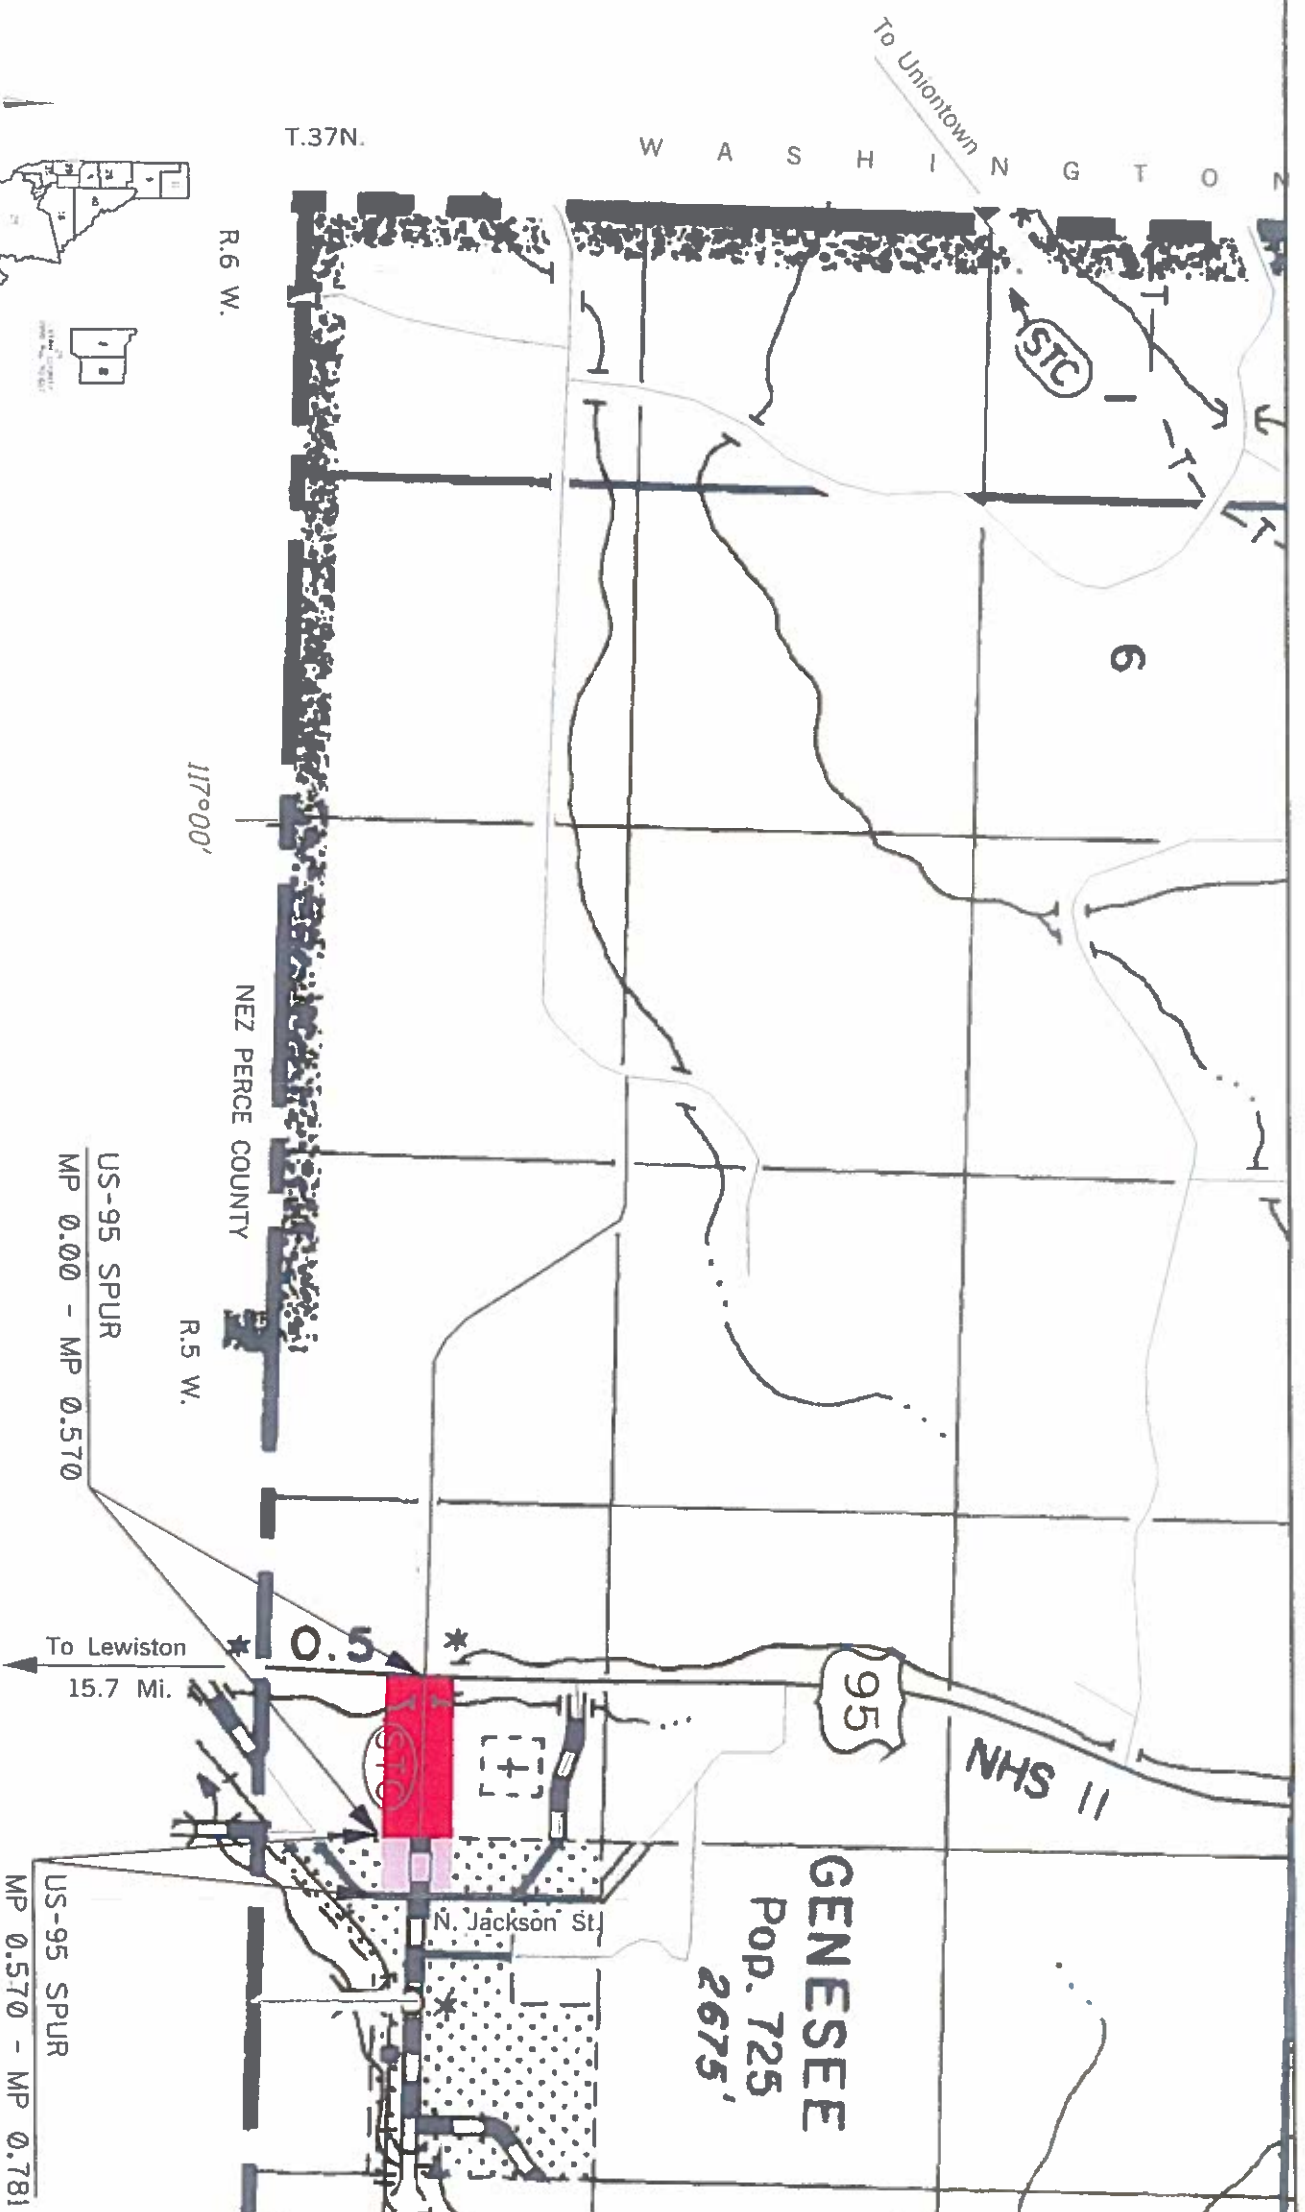 To Uniontown
T.37N.
W A S H I N G T O N
R.6 W.
STC
T
T
T
6
117°00'
NEZ PERCE COUNTY
US-95 SPUR
MP 0.00 - MP 0.570
R.5 W.
To Lewiston
15.7 Mi.
0.5
95
NHS 11
STC
GENESEE
Pop. 725
2675'
N. Jackson St.
US-95 SPUR
MP 0.570 - MP 0.781